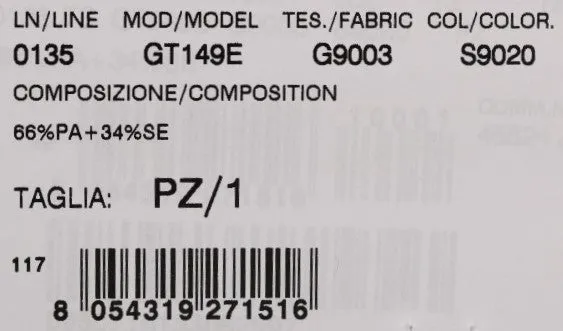 LN/LINE MOD/MODEL TES./FABRIC COL/COLOR.
0135 GT149E G9003 S9020
COMPOSIZIONE/COMPOSITION
66%PA+34%SE
TAGLIA: PZ/1
117
8 054319 271516